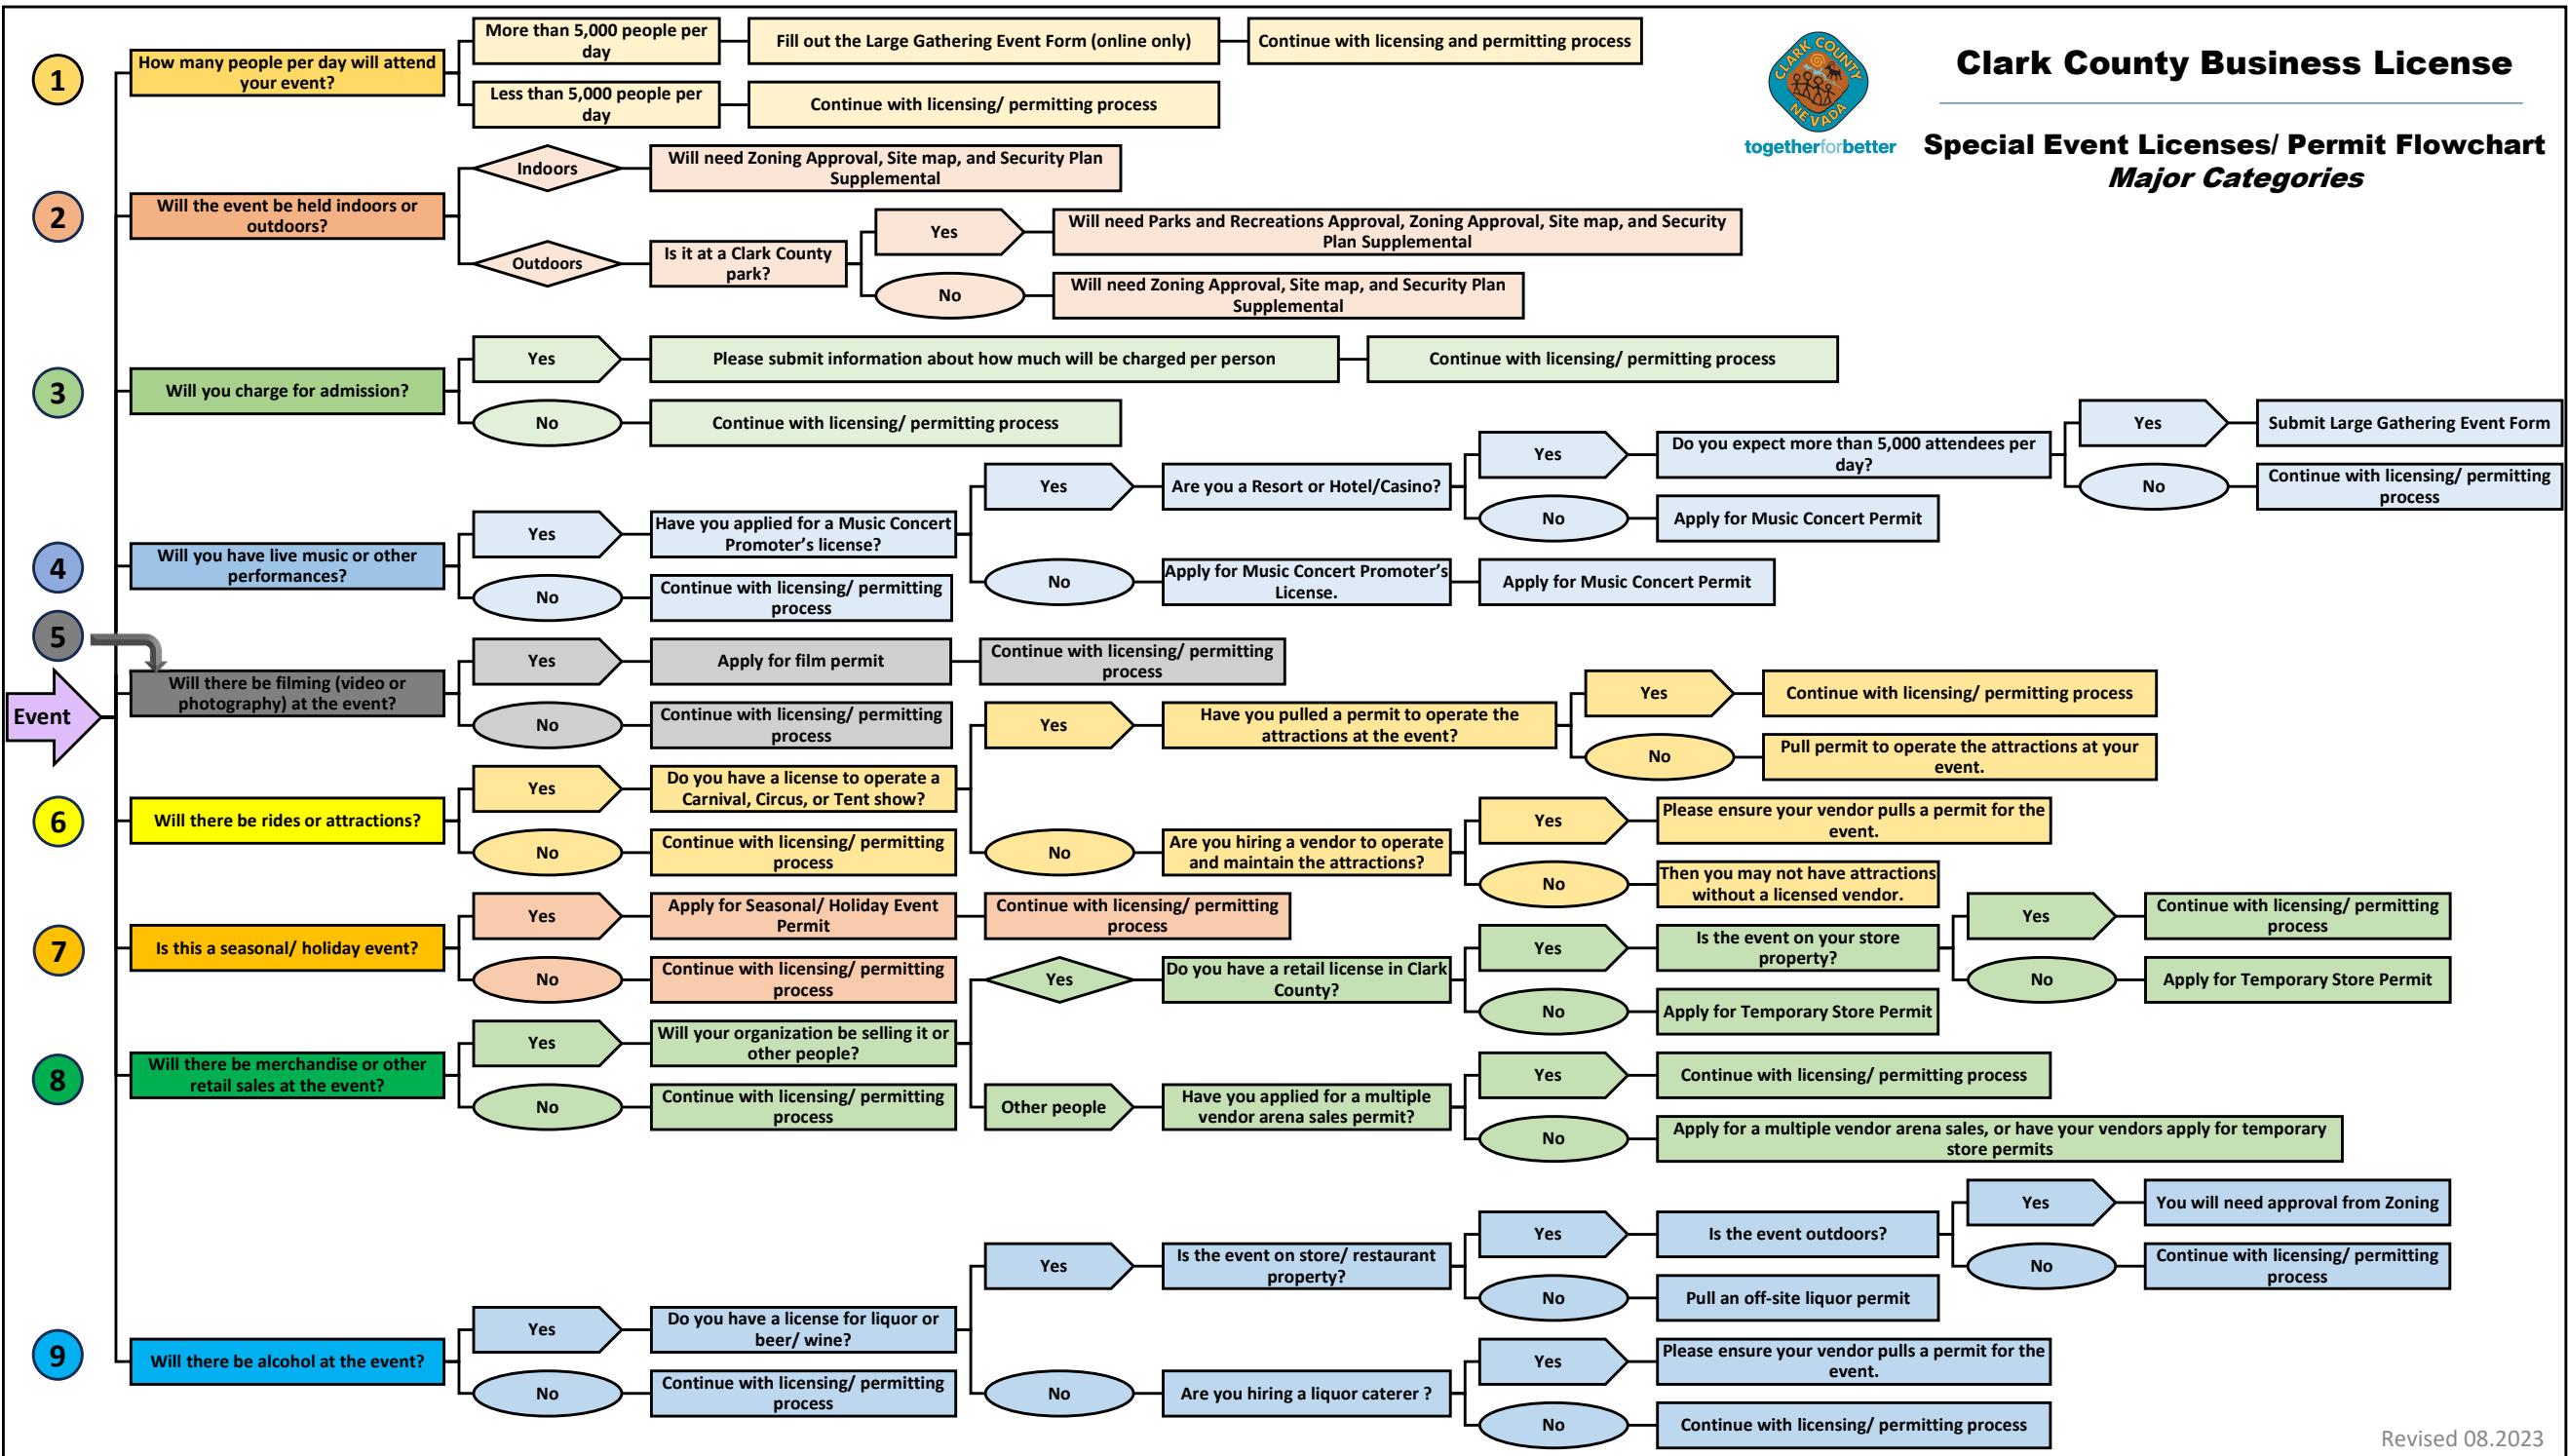 CLARK COUNTY
NEVADA
togetherforbetter
Clark County Business License
Special Event Licenses/ Permit Flowchart
Major Categories
Event
1
How many people per day will attend
your event?
More than 5,000 people per
day
Fill out the Large Gathering Event Form (online only)
Continue with licensing and permitting process
Less than 5,000 people per
day
Continue with licensing/ permitting process
2
Will the event be held indoors or
outdoors?
Indoors
Will need Zoning Approval, Site map, and Security Plan
Supplemental
Outdoors
Is it at a Clark County
park?
Yes
Will need Parks and Recreations Approval, Zoning Approval, Site map, and Security
Plan Supplemental
No
Will need Zoning Approval, Site map, and Security Plan
Supplemental
3
Will you charge for admission?
Yes
Please submit information about how much will be charged per person
Continue with licensing/ permitting process
No
Continue with licensing/ permitting process
4
Will you have live music or other
performances?
Yes
Have you applied for a Music Concert
Promoter's license?
Yes
Are you a Resort or Hotel/Casino?
Yes
Do you expect more than 5,000 attendees per
day?
Yes
Submit Large Gathering Event Form
No
Continue with licensing/ permitting
process
No
Apply for Music Concert Permit
No
Apply for Music Concert Promoter's
License.
Apply for Music Concert Permit
No
Continue with licensing/ permitting
process
5
Will there be filming (video or
photography) at the event?
Yes
Apply for film permit
Continue with licensing/ permitting
process
No
Continue with licensing/ permitting
process
6
Will there be rides or attractions?
Yes
Do you have a license to operate a
Carnival, Circus, or Tent show?
Yes
Have you pulled a permit to operate the
attractions at the event?
Yes
Continue with licensing/ permitting process
No
Pull permit to operate the attractions at your
event.
No
Are you hiring a vendor to operate
and maintain the attractions?
Yes
Please ensure your vendor pulls a permit for the
event.
No
Then you may not have attractions
without a licensed vendor.
No
Continue with licensing/ permitting
process
7
Is this a seasonal/ holiday event?
Yes
Apply for Seasonal/ Holiday Event
Permit
Continue with licensing/ permitting
process
No
Continue with licensing/ permitting
process
8
Will there be merchandise or other
retail sales at the event?
Yes
Will your organization be selling it or
other people?
Yes
Do you have a retail license in Clark
County?
Yes
Is the event on your store
property?
Yes
Continue with licensing/ permitting
process
No
Apply for Temporary Store Permit
No
Apply for Temporary Store Permit
Other people
Have you applied for a multiple
vendor arena sales permit?
Yes
Continue with licensing/ permitting process
No
Apply for a multiple vendor arena sales, or have your vendors apply for temporary
store permits
No
Continue with licensing/ permitting
process
9
Will there be alcohol at the event?
Yes
Do you have a license for liquor or
beer/ wine?
Yes
Is the event on store/ restaurant
property?
Yes
Is the event outdoors?
Yes
You will need approval from Zoning
No
Continue with licensing/ permitting
process
No
Pull an off-site liquor permit
No
Are you hiring a liquor caterer ?
Yes
Please ensure your vendor pulls a permit for the
event.
No
Continue with licensing/ permitting process
No
Continue with licensing/ permitting
process
Revised 08.2023